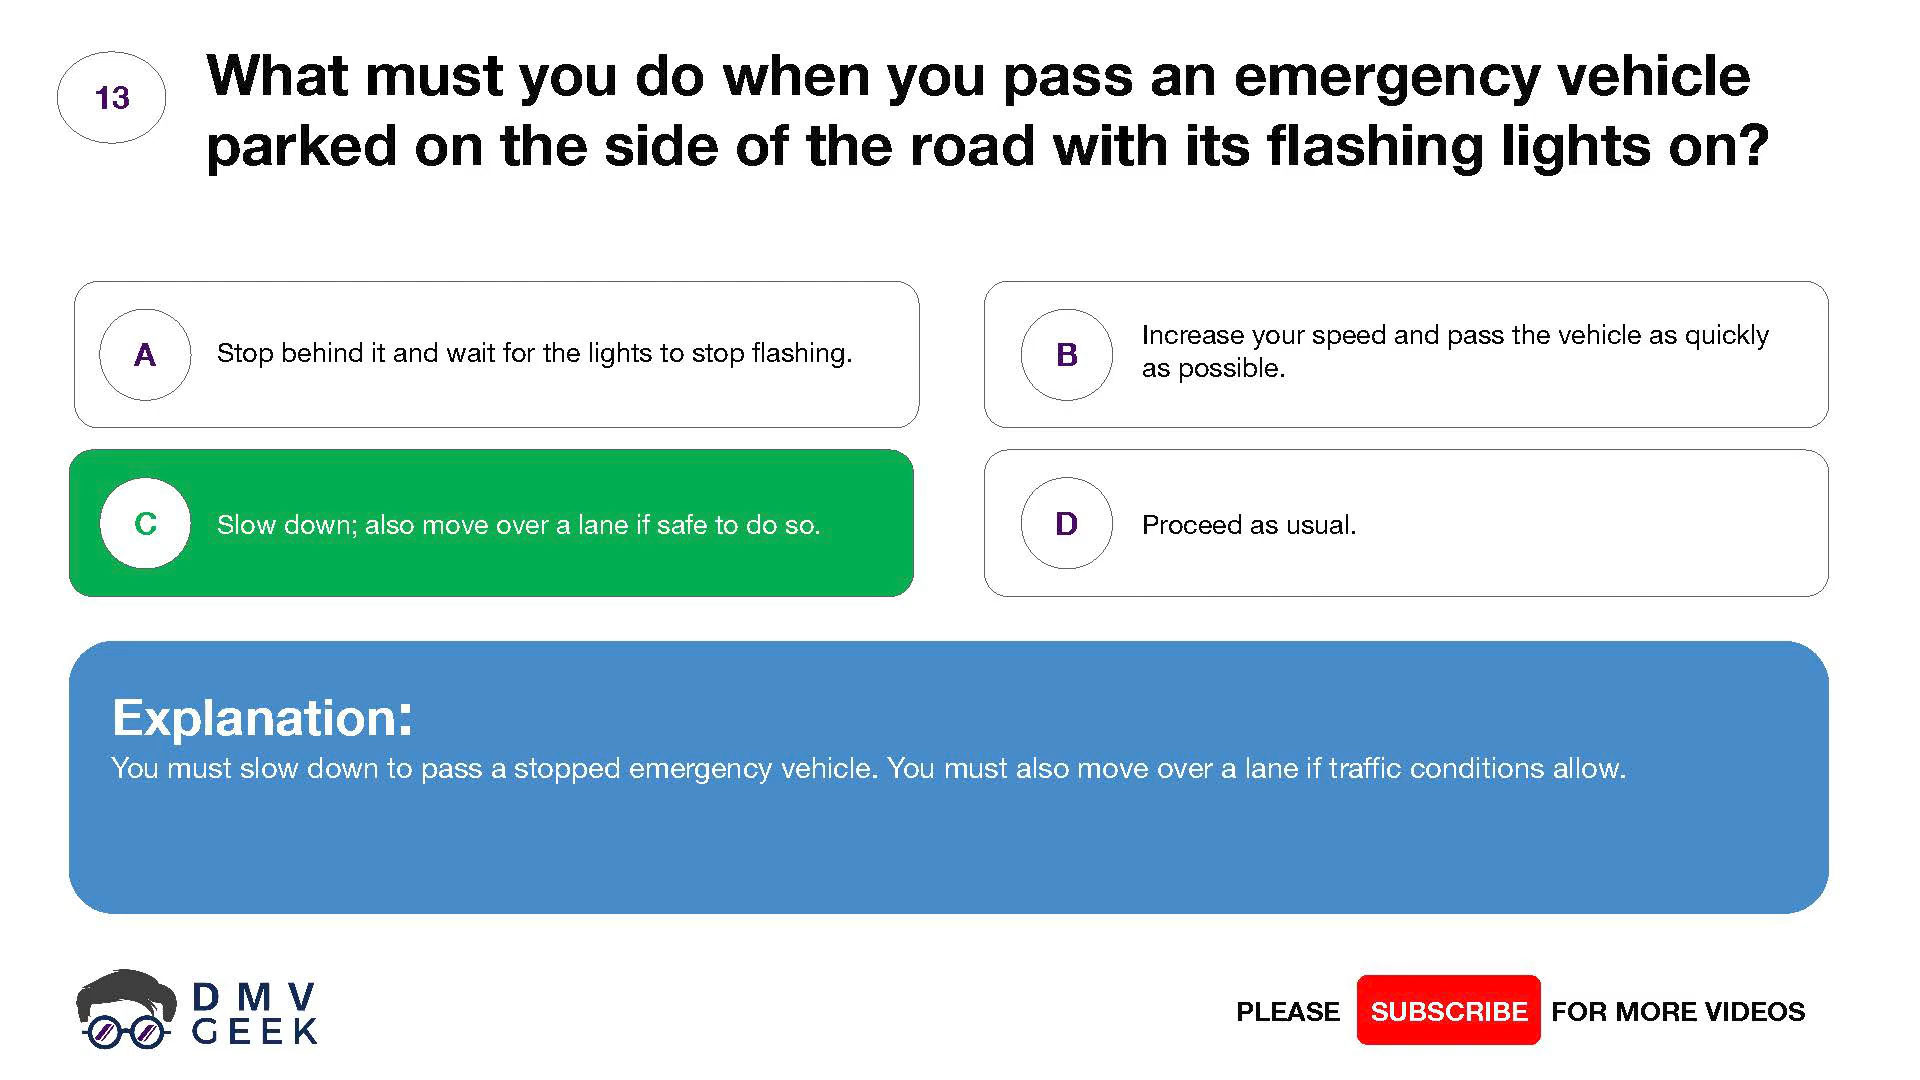 13
What must you do when you pass an emergency vehicle
parked on the side of the road with its flashing lights on?
A
Stop behind it and wait for the lights to stop flashing.
B
Increase your speed and pass the vehicle as quickly
as possible.
C
Slow down; also move over a lane if safe to do so.
D
Proceed as usual.
Explanation:
You must slow down to pass a stopped emergency vehicle. You must also move over a lane if traffic conditions allow.
DMV
GEEK
PLEASE SUBSCRIBE FOR MORE VIDEOS